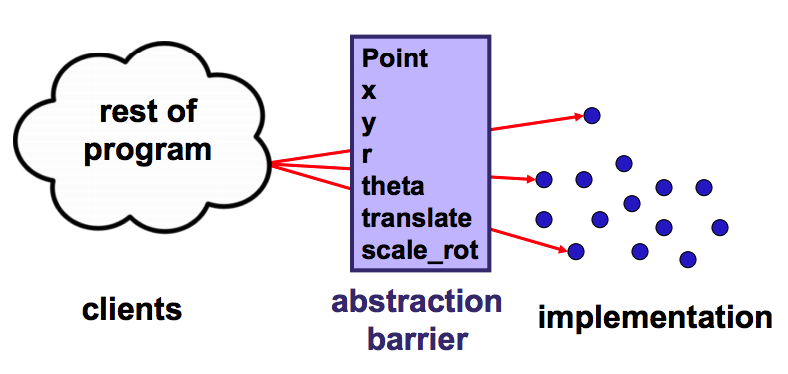 rest of
program
Point
x
y
r
theta
translate
scale_rot
clients
abstraction
barrier
implementation